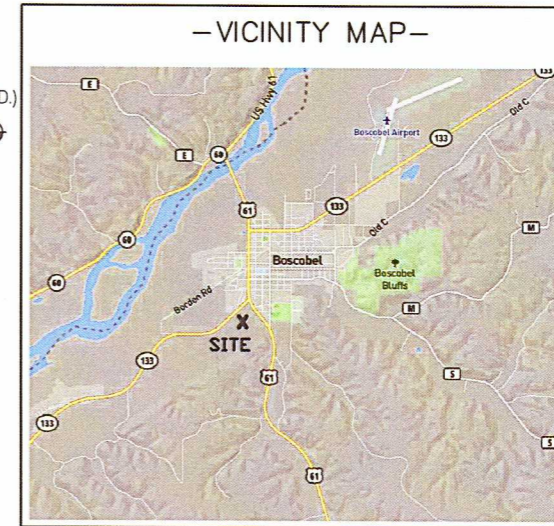 -VICINITY MAP-
D.)
E
US Hwy 61
133
Old C
Boscobel Airport
E
60
133
61
133
60
Old C
M
Boscobel
Boscobel
Bluffs
60
Borden Rd
M
X
SITE
133
61
S
133
S
61